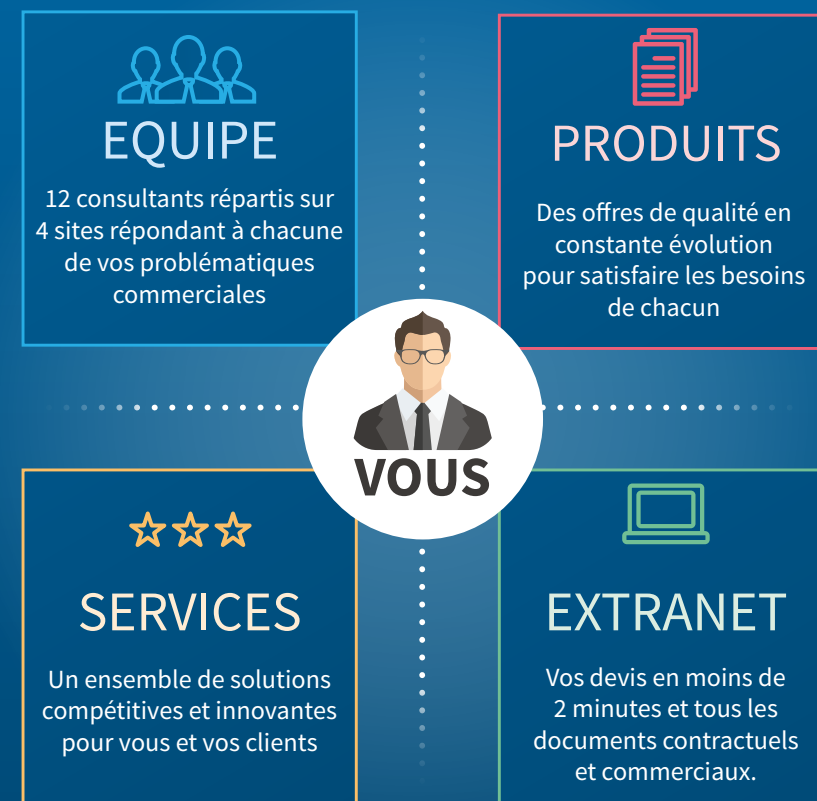 EQUIPE
12 consultants répartis sur
4 sites répondant à chacune
de vos problématiques
commerciales
PRODUITS
Des offres de qualité en
constante évolution
pour satisfaire les besoins
de chacun
VOUS
SERVICES
Un ensemble de solutions
compétitives et innovantes
pour vous et vos clients
EXTRANET
Vos devis en moins de
2 minutes et tous les
documents contractuels
et commerciaux.